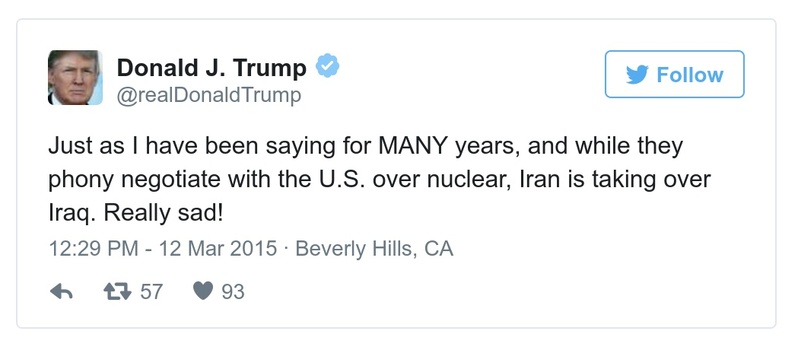 Donald J. Trump
@realDonaldTrump
Follow
Just as I have been saying for MANY years, and while they
phony negotiate with the U.S. over nuclear, Iran is taking over
Iraq. Really sad!
12:29 PM - 12 Mar 2015 · Beverly Hills, CA
57 93